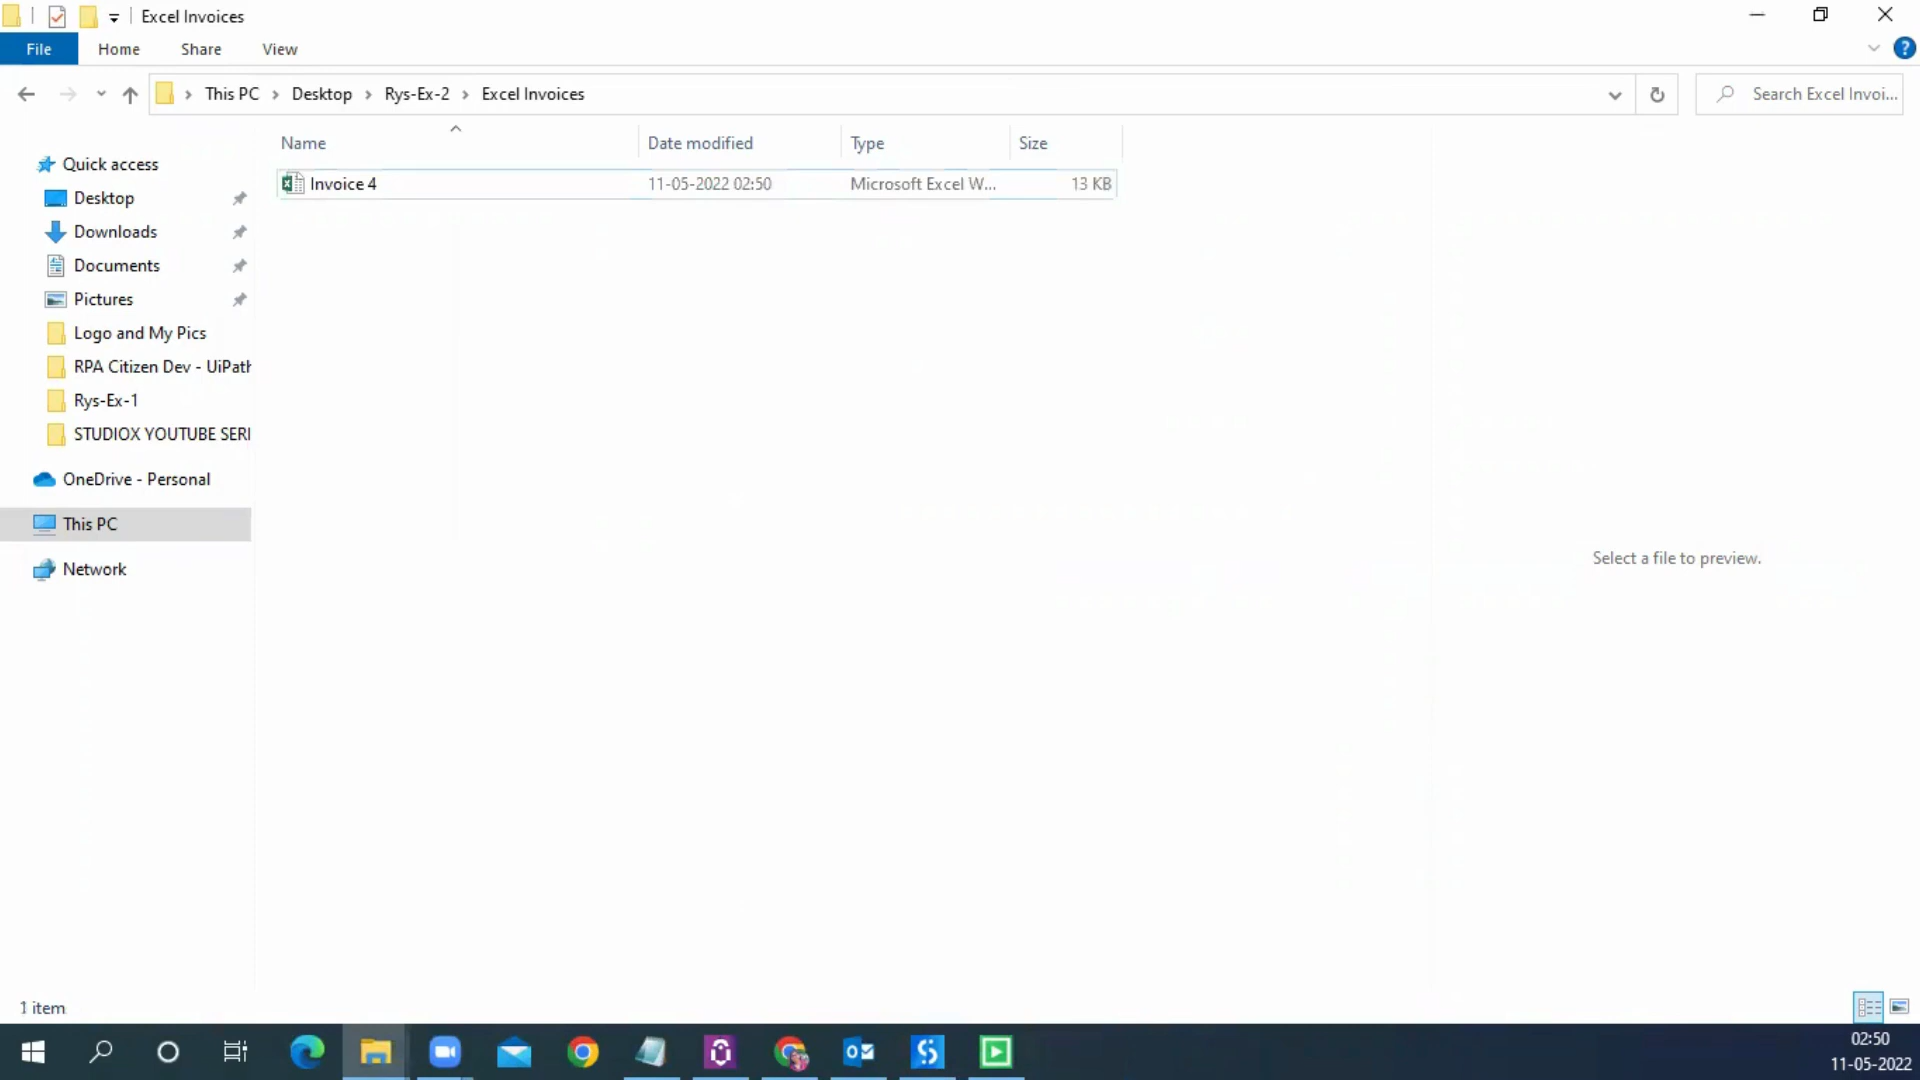 Excel Invoices
File Home Share View
This PC Desktop Rys-Ex-2 Excel Invoices Search Excel Invoi...
Name Date modified Type Size
Invoice 4 11-05-2022 02:50 Microsoft Excel W... 13 KB
Quick access
Desktop
Downloads
Documents
Pictures
Logo and My Pics
RPA Citizen Dev - UiPath
Rys-Ex-1
STUDIOX YOUTUBE SERI
OneDrive - Personal
This PC
Network
Select a file to preview.
1 item
02:50
11-05-2022